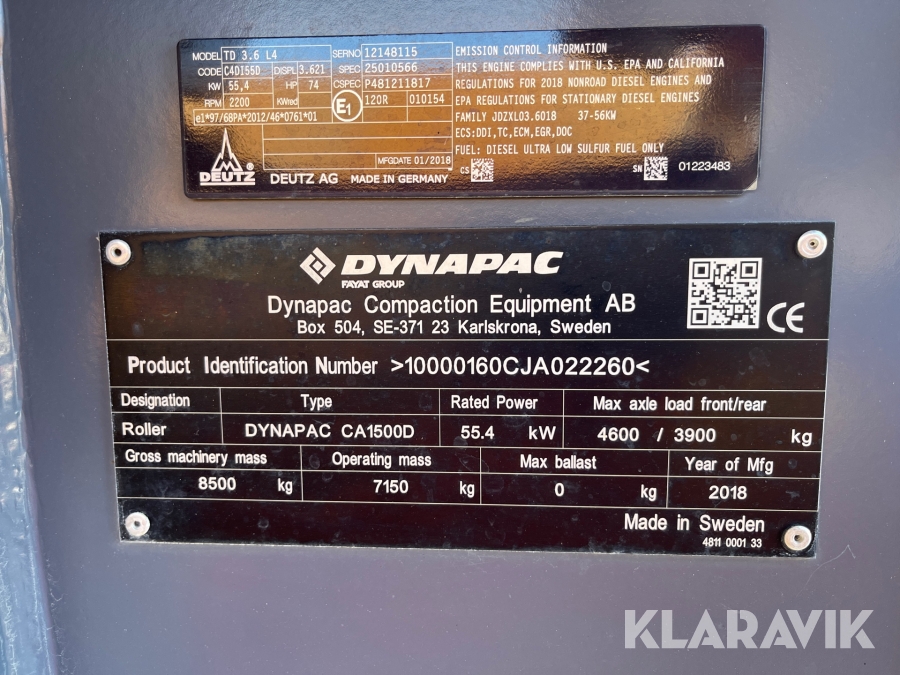 MODEL TD 3.6 L4 SERNO 12148115
CODE C4DI55D DISPL 3.621 SPEC 25010566
KW 55,4 HP 74 CSPEC P481211817
RPM 2200 KWred E1 120R 010154
e1*97/68PA*2012/46*0761*01
MFGDATE 01/2018
DEUTZ
DEUTZ AG MADE IN GERMANY
EMISSION CONTROL INFORMATION
THIS ENGINE COMPLIES WITH U.S. EPA AND CALIFORNIA
REGULATIONS FOR 2018 NONROAD DIESEL ENGINES AND
EPA REGULATIONS FOR STATIONARY DIESEL ENGINES
FAMILY JDZXL03.6018 37-56KW
ECS:DDI,TC,ECM,EGR,DOC
FUEL: DIESEL ULTRA LOW SULFUR FUEL ONLY
CS SN 01223483
DYNAPAC
FAYAT GROUP
Dynapac Compaction Equipment AB
Box 504, SE-371 23 Karlskrona, Sweden
CE
Product Identification Number >10000160CJA022260<
Designation Type Rated Power Max axle load front/rear
Roller DYNAPAC CA1500D 55.4 kW 4600 / 3900 kg
Gross machinery mass Operating mass Max ballast Year of Mfg
8500 kg 7150 kg 0 kg 2018
Made in Sweden
4811 0001 33
KLARAVIK